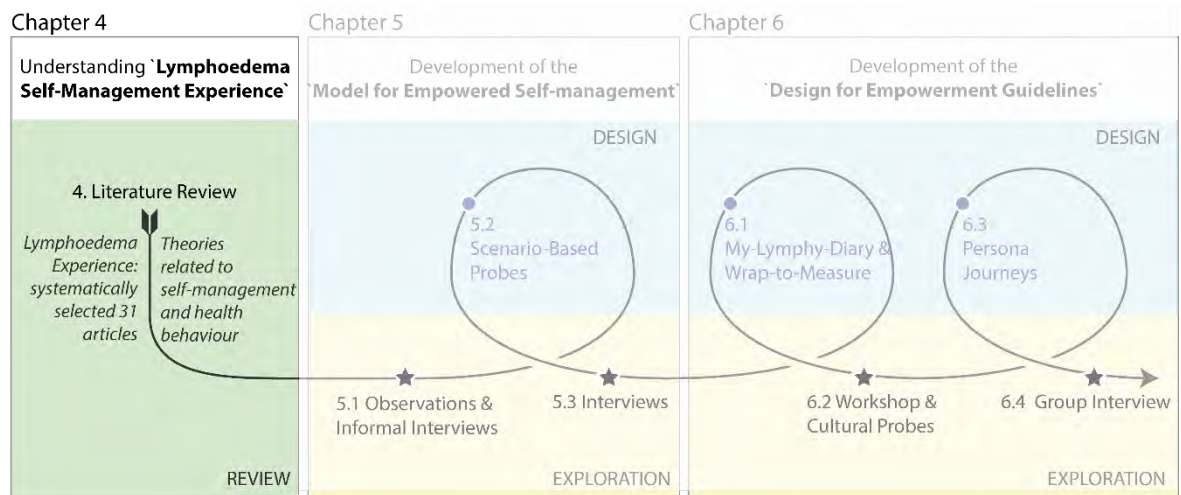 Chapter 4
Understanding `Lymphoedema
Self-Management Experience`
4. Literature Review
Lymphoedema
Experience:
systematically
selected 31
articles
Theories
related to
self-management
and health
behaviour
REVIEW
Chapter 5
Development of the
`Model for Empowered Self-management`
DESIGN
5.2
Scenario-Based
Probes
5.1 Observations &
Informal Interviews
5.3 Interviews
EXPLORATION
Chapter 6
Development of the
`Design for Empowerment Guidelines`
DESIGN
6.1
My-Lymphy-Diary &
Wrap-to-Measure
6.3
Persona
Journeys
6.2 Workshop &
Cultural Probes
6.4 Group Interview
EXPLORATION